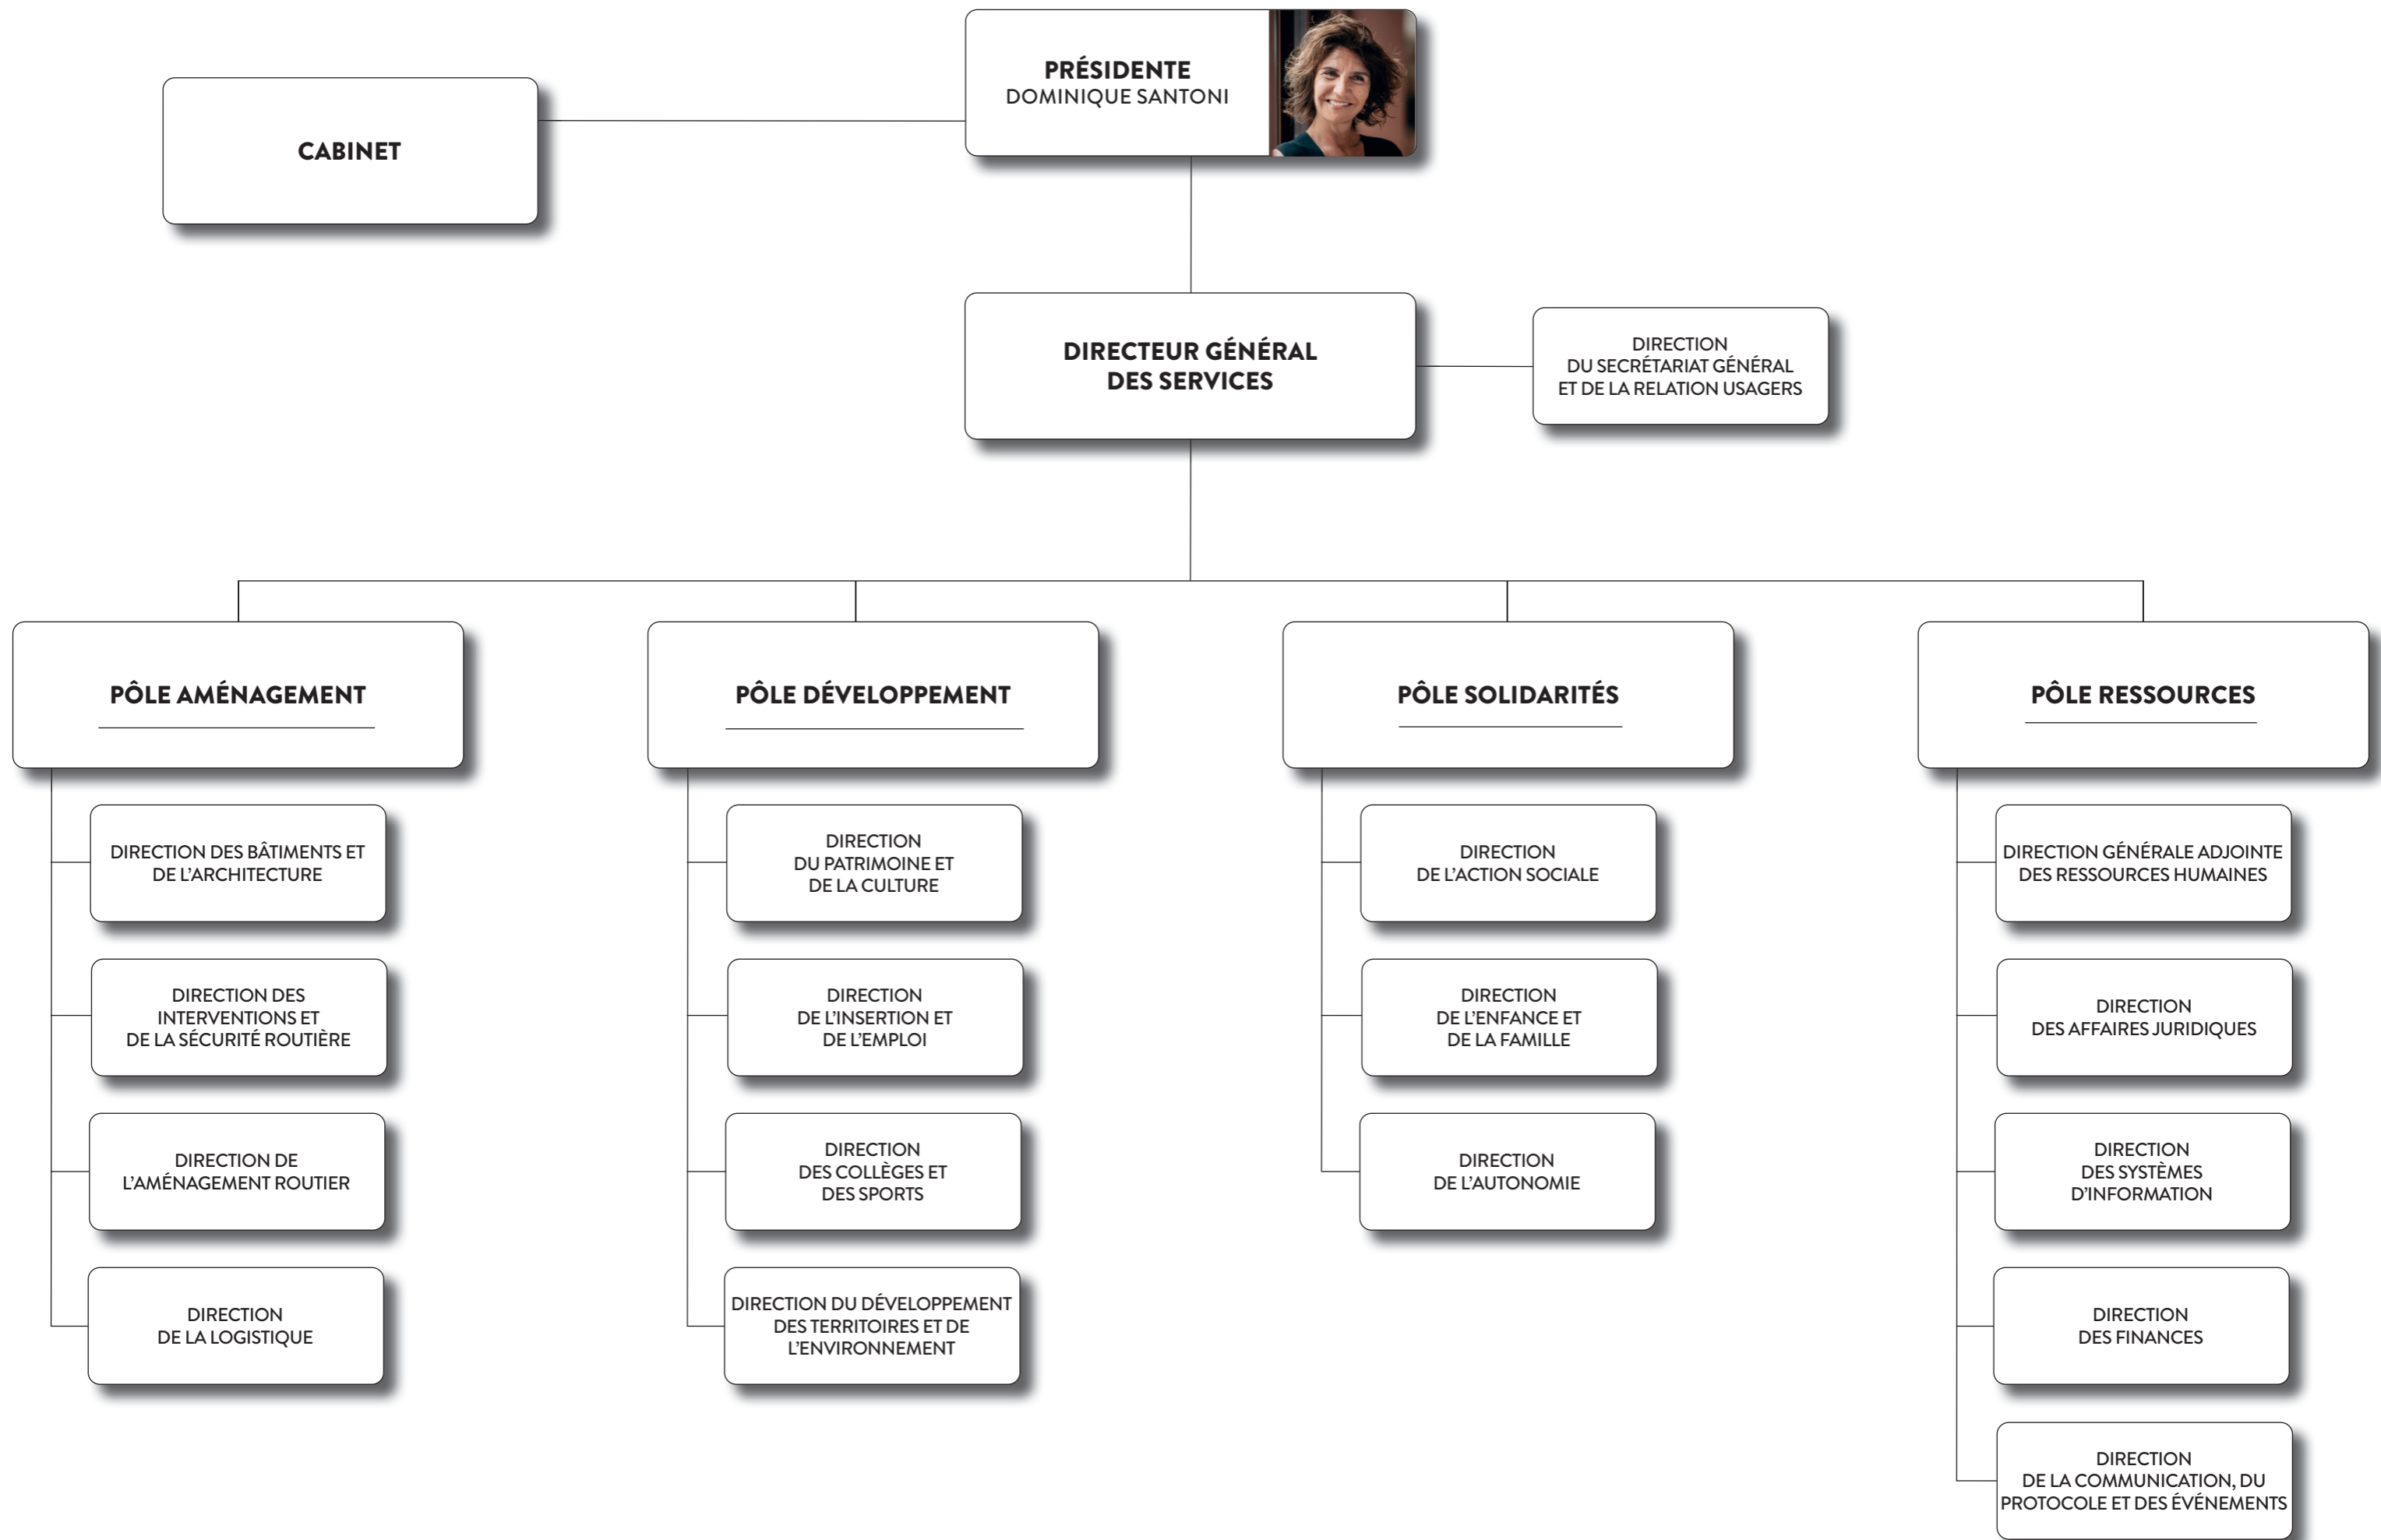 PRÉSIDENTE
DOMINIQUE SANTONI
CABINET
DIRECTEUR GÉNÉRAL
DES SERVICES
DIRECTION
DU SECRÉTARIAT GÉNÉRAL
ET DE LA RELATION USAGERS
PÔLE AMÉNAGEMENT
DIRECTION DES BÂTIMENTS ET
DE L’ARCHITECTURE
DIRECTION DES
INTERVENTIONS ET
DE LA SÉCURITÉ ROUTIÈRE
DIRECTION DE
L’AMÉNAGEMENT ROUTIER
DIRECTION
DE LA LOGISTIQUE
PÔLE DÉVELOPPEMENT
DIRECTION
DU PATRIMOINE ET
DE LA CULTURE
DIRECTION
DE L’INSERTION ET
DE L’EMPLOI
DIRECTION
DES COLLÈGES ET
DES SPORTS
DIRECTION DU DÉVELOPPEMENT
DES TERRITOIRES ET DE
L’ENVIRONNEMENT
PÔLE SOLIDARITÉS
DIRECTION
DE L’ACTION SOCIALE
DIRECTION
DE L’ENFANCE ET
DE LA FAMILLE
DIRECTION
DE L’AUTONOMIE
PÔLE RESSOURCES
DIRECTION GÉNÉRALE ADJOINTE
DES RESSOURCES HUMAINES
DIRECTION
DES AFFAIRES JURIDIQUES
DIRECTION
DES SYSTÈMES
D’INFORMATION
DIRECTION
DES FINANCES
DIRECTION
DE LA COMMUNICATION, DU
PROTOCOLE ET DES ÉVÉNEMENTS